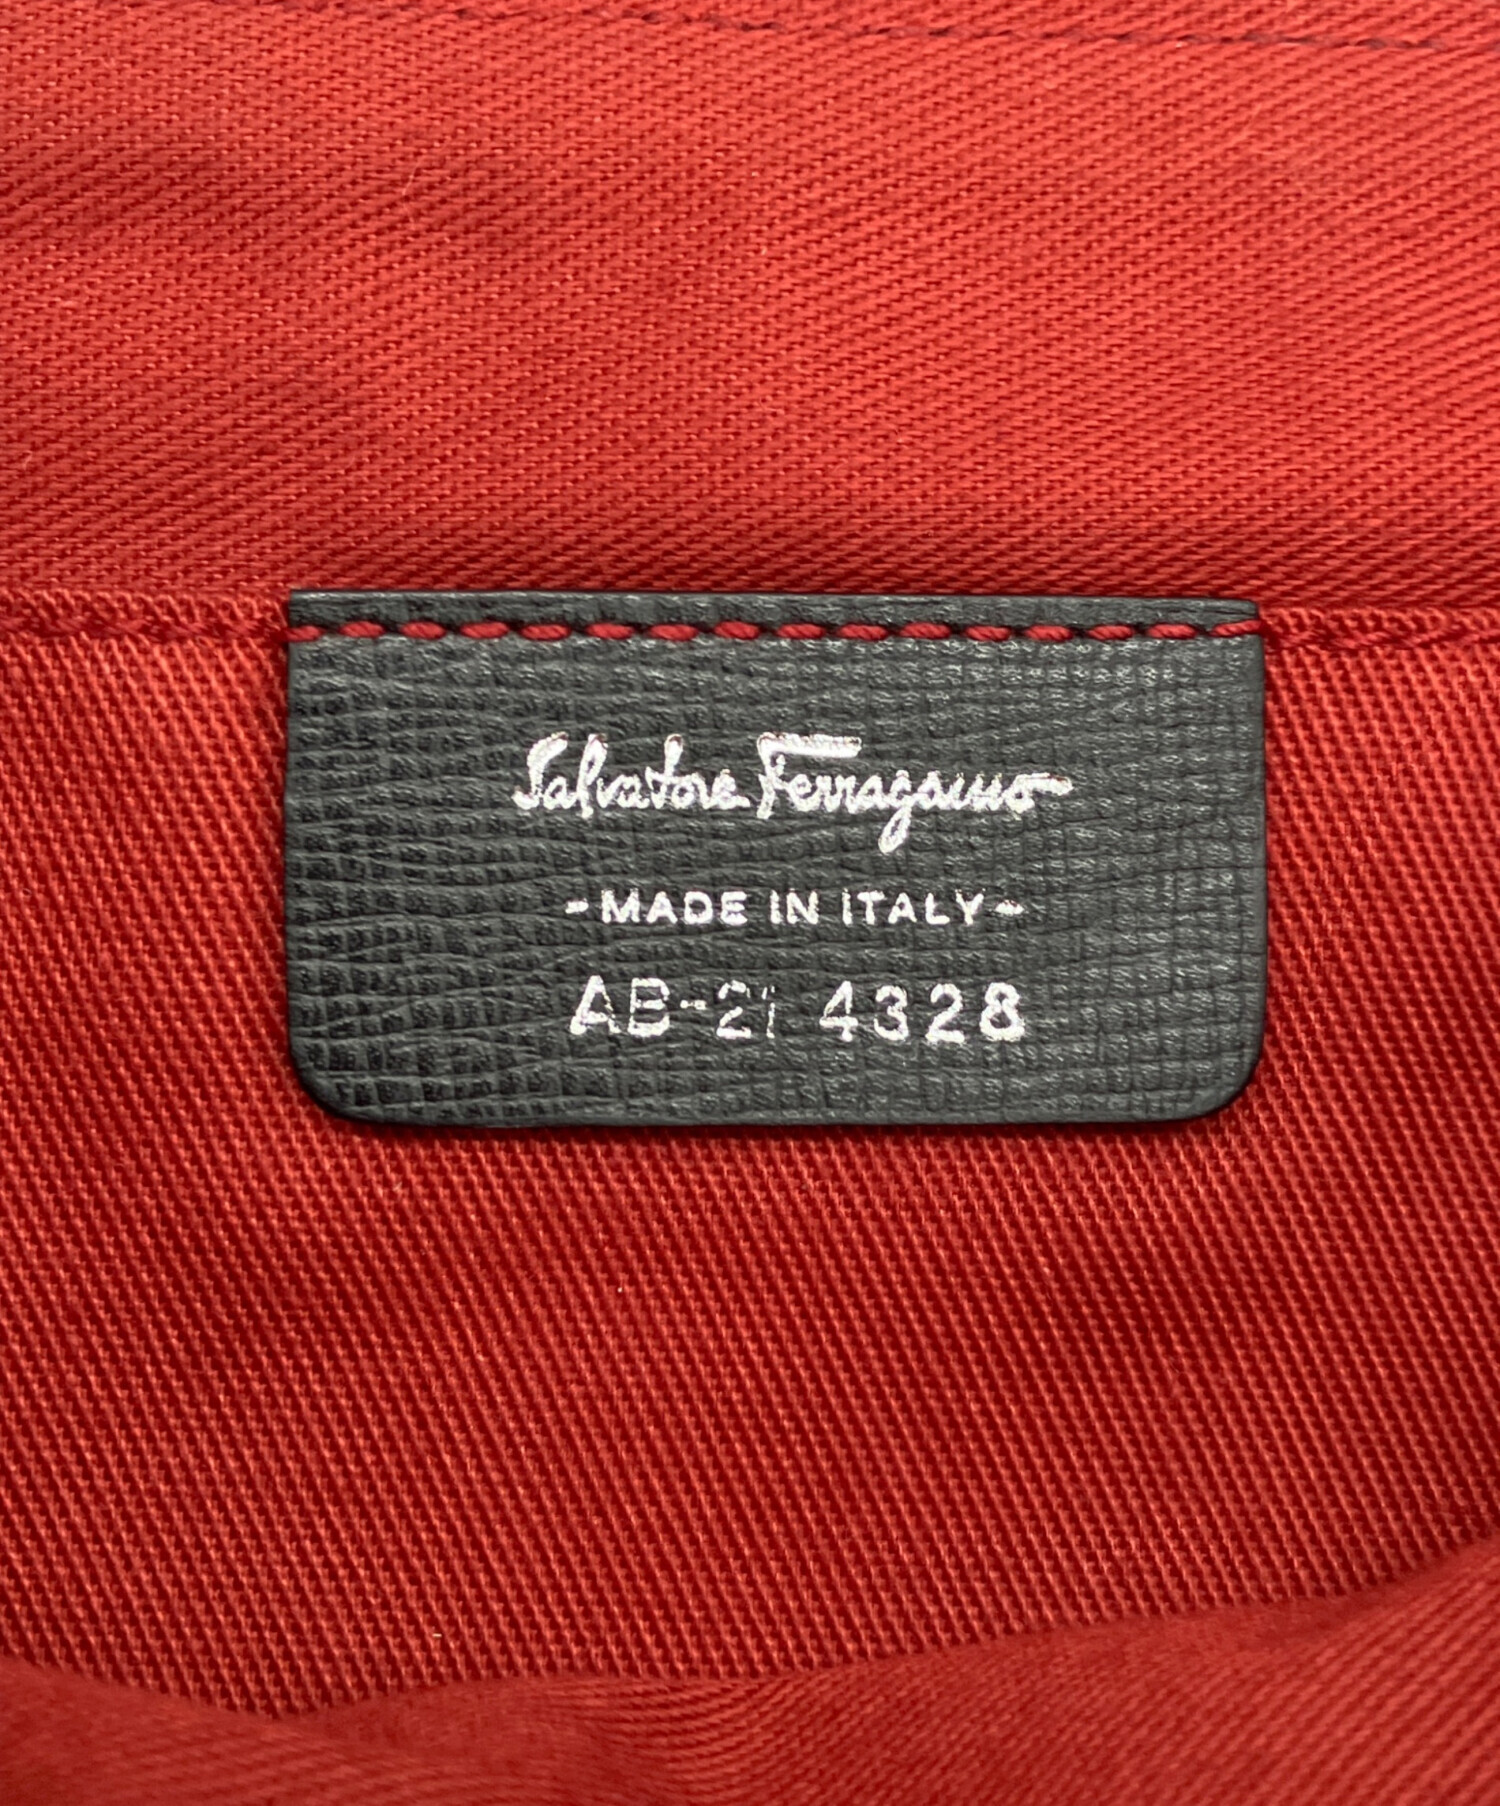 Salvatore Ferragamo
-MADE IN ITALY-
AB-21 4328